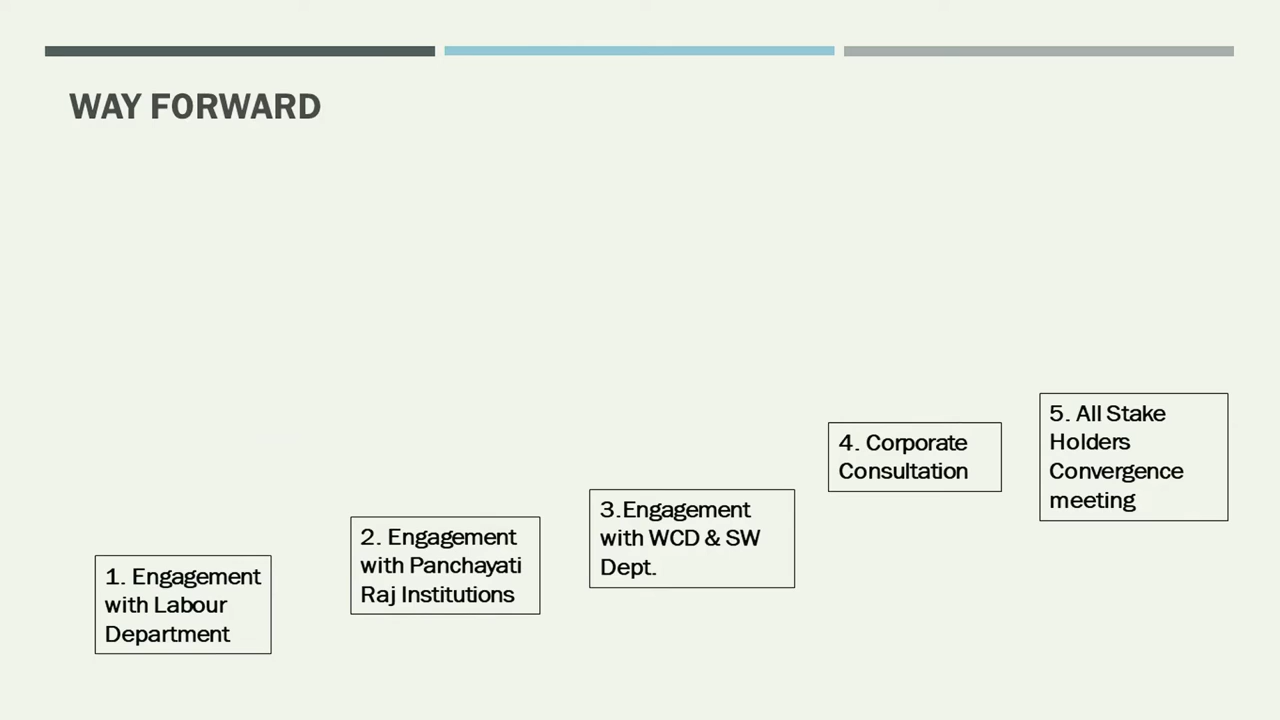 WAY FORWARD
1. Engagement
with Labour
Department
2. Engagement
with Panchayati
Raj Institutions
3.Engagement
with WCD & SW
Dept.
4. Corporate
Consultation
5. All Stake
Holders
Convergence
meeting